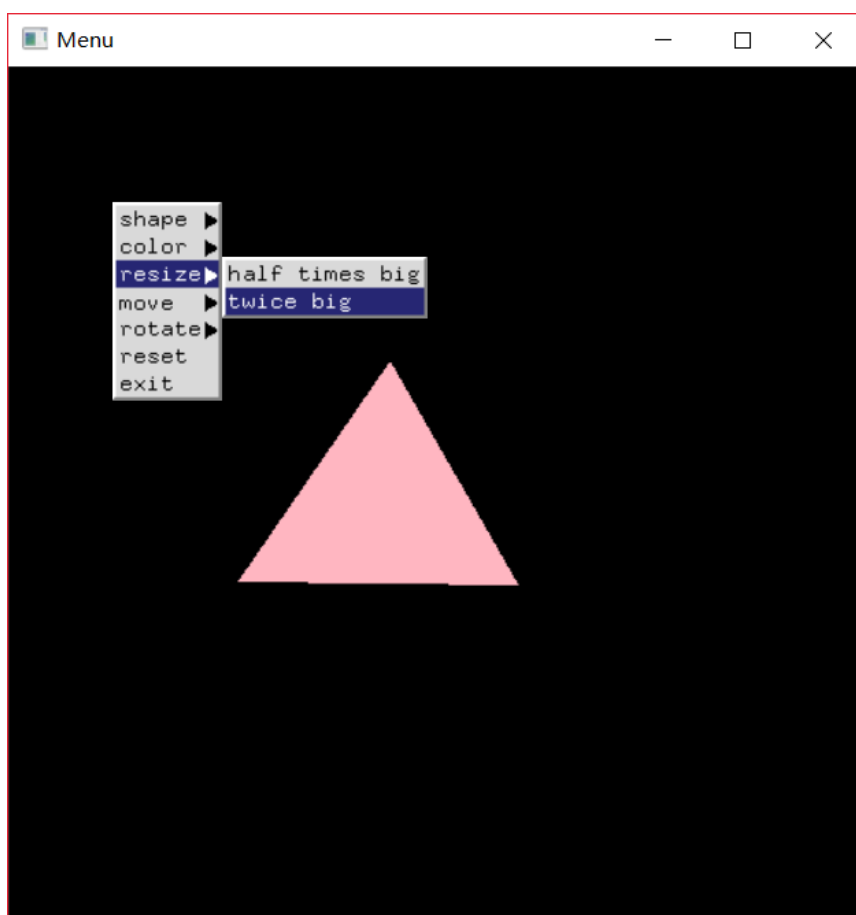 Menu
shape
color
resize
half times big
move
twice big
rotate
reset
exit